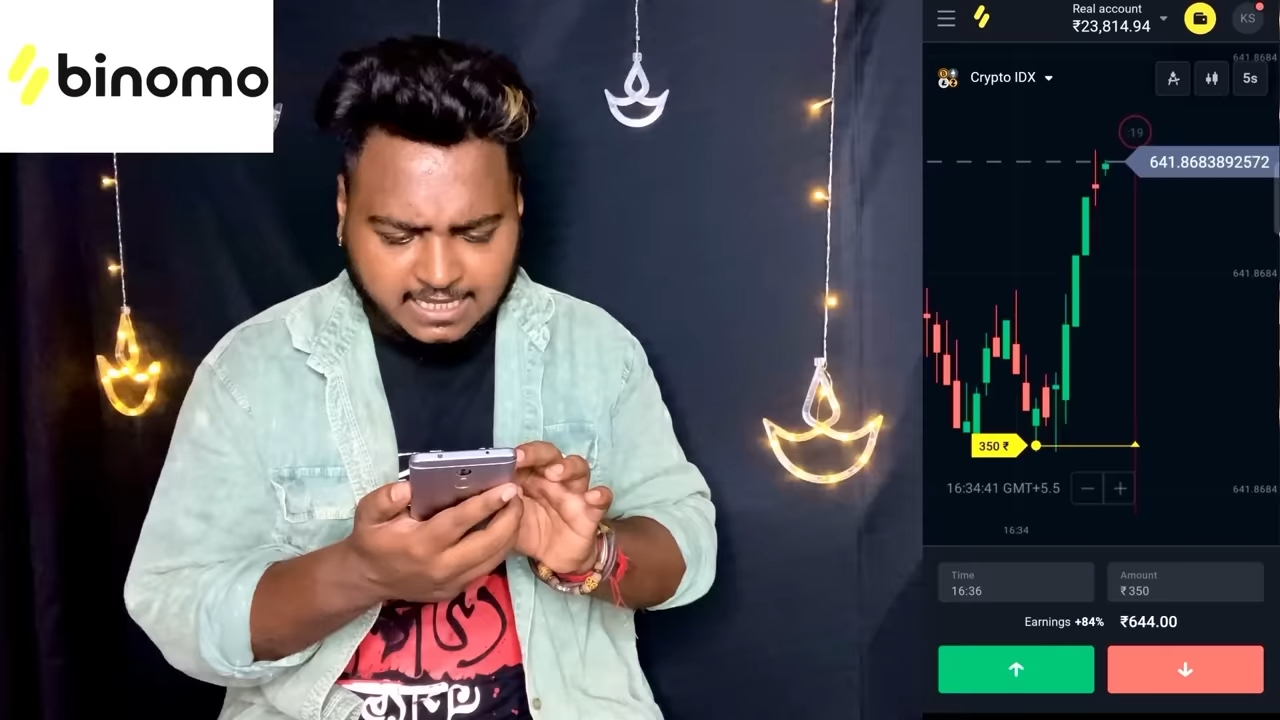 binomo
Real account
₹23,814.94
KS
641.8684
Crypto IDX
5s
19
641.8683892572
641.8684
350 ₹
16:34:41 GMT+5.5
641.8684
16:34
Time
16:36
Amount
₹350
Earnings +84%
₹644.00